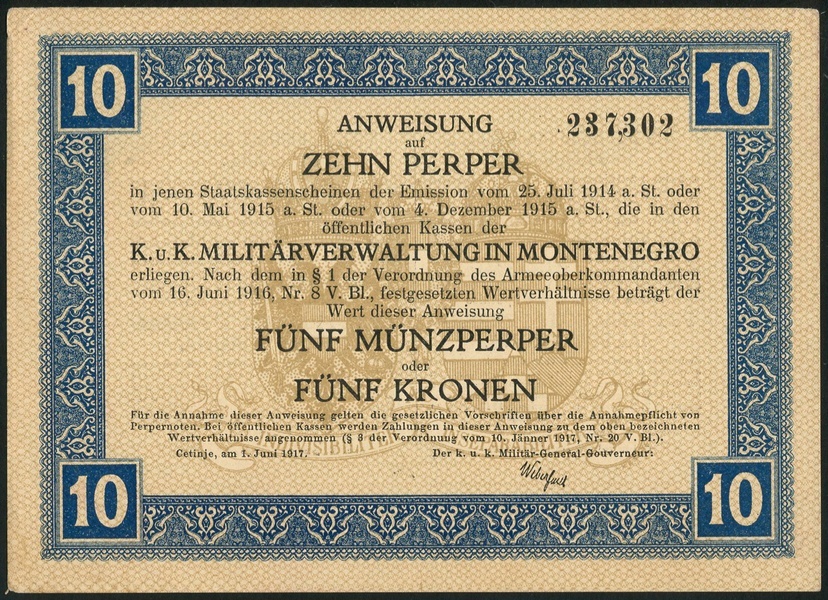 10 10
ANWEISUNG 237,302
auf
ZEHN PERPER
in jenen Staatskassenscheinen der Emission vom 25. Juli 1914 a. St. oder
vom 10. Mai 1915 a. St. oder vom 4. Dezember 1915 a. St., die in den
öffentlichen Kassen der
K. u. K. MILITÄRVERWALTUNG IN MONTENEGRO
erliegen. Nach dem in § 1 der Verordnung des Armeeoberkommandanten
vom 16. Juni 1916, Nr. 8 V. Bl., festgesetzten Wertverhältnisse beträgt der
Wert dieser Anweisung
FÜNF MÜNZPERPER
oder
FÜNF KRONEN
Für die Annahme dieser Anweisung gelten die gesetzlichen Vorschriften über die Annahmepflicht von
Perpernoten. Bei öffentlichen Kassen werden Zahlungen in dieser Anweisung zu dem oben bezeichneten
Wertverhältnisse angenommen (§ 3 der Verordnung vom 10. Jänner 1917, Nr. 20 V. Bl.).
Cetinje, am 1. Juni 1917. Der k. u. k. Militär-General-Gouverneur:
10 10